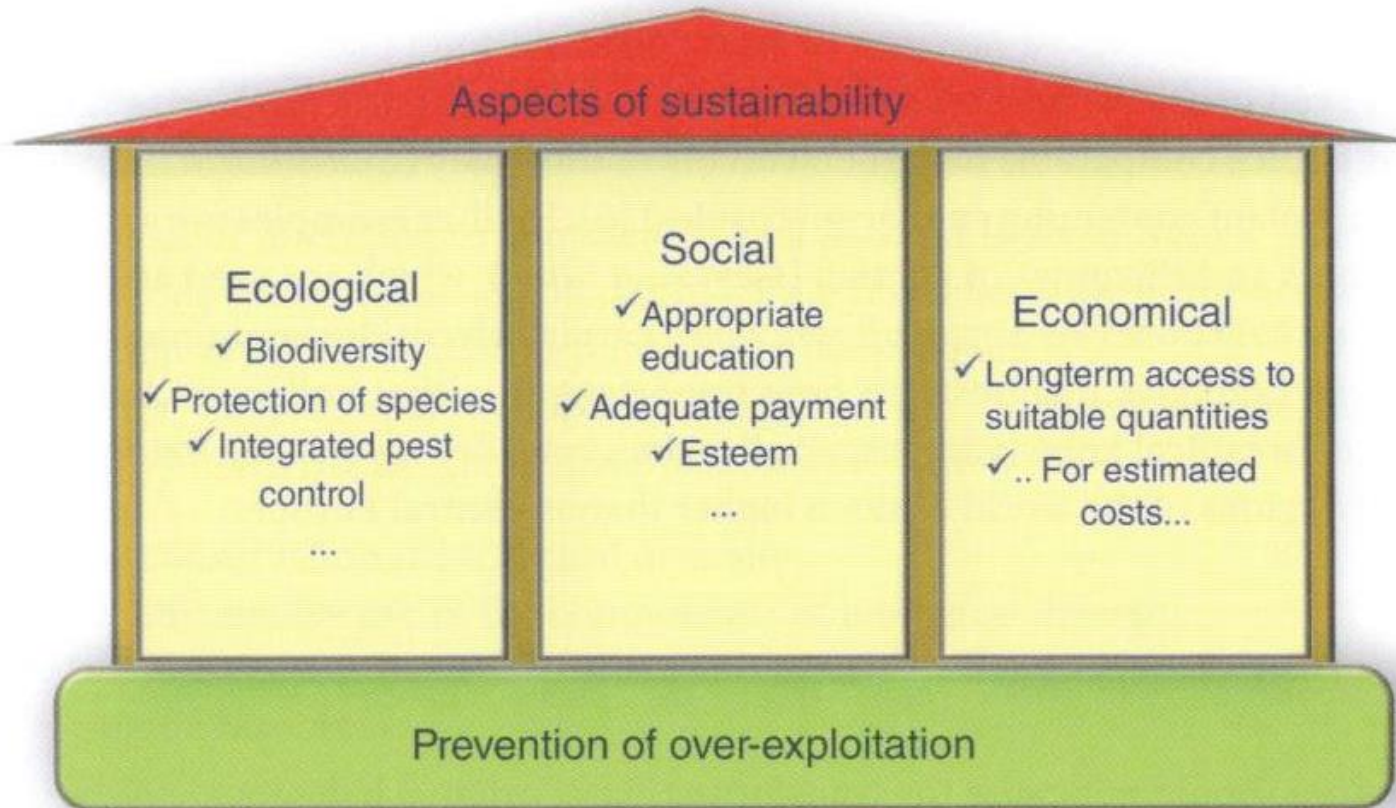 Aspects of sustainability
Ecological
✓Biodiversity
✓Protection of species
✓Integrated pest
control
...
Social
✓Appropriate
education
✓Adequate payment
✓Esteem
...
Economical
✓Longterm access to
suitable quantities
✓.. For estimated
costs...
Prevention of over-exploitation